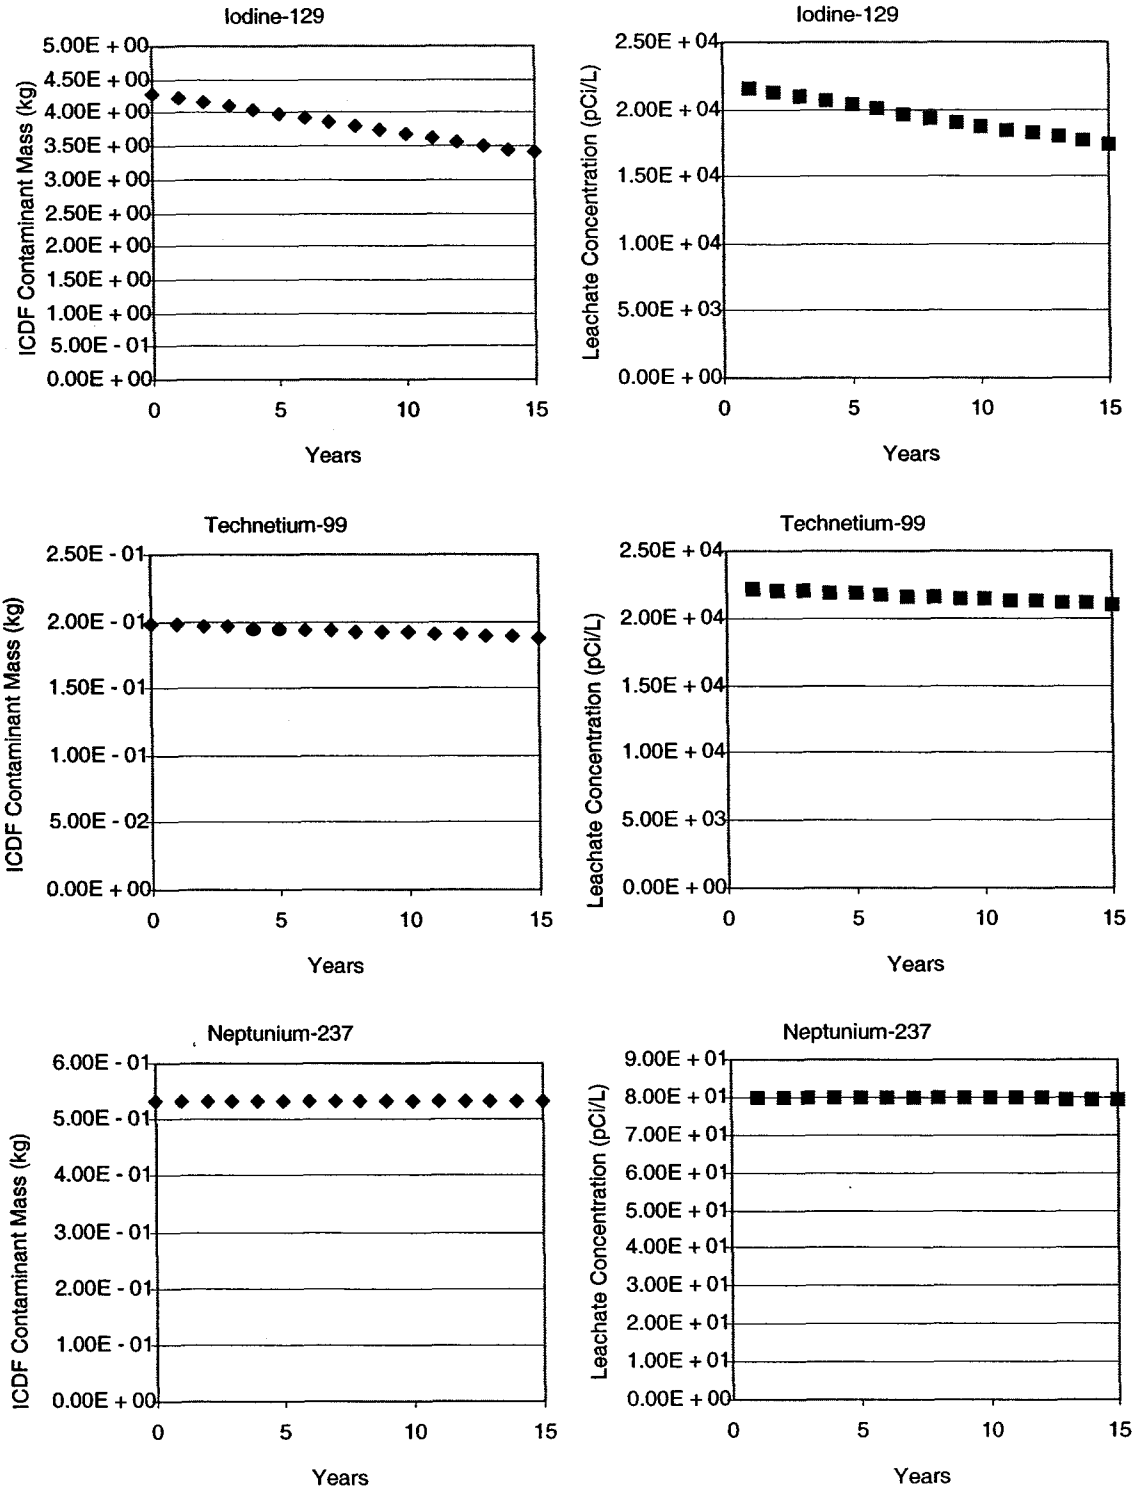 Iodine-129
5.00E + 00
4.50E + 00
4.00E + 00
3.50E + 00
3.00E + 00
2.50E + 00
2.00E + 00
1.50E + 00
1.00E + 00
5.00E - 01
0.00E + 00
ICDF Contaminant Mass (kg)
0 5 10 15
Years
Iodine-129
2.50E + 04
2.00E + 04
1.50E + 04
1.00E + 04
5.00E + 03
0.00E + 00
Leachate Concentration (pCi/L)
0 5 10 15
Years
Technetium-99
2.50E - 01
2.00E - 01
1.50E - 01
1.00E - 01
5.00E - 02
0.00E + 00
ICDF Contaminant Mass (kg)
0 5 10 15
Years
Technetium-99
2.50E + 04
2.00E + 04
1.50E + 04
1.00E + 04
5.00E + 03
0.00E + 00
Leachate Concentration (pCi/L)
0 5 10 15
Years
Neptunium-237
6.00E - 01
5.00E - 01
4.00E - 01
3.00E - 01
2.00E - 01
1.00E - 01
0.00E + 00
ICDF Contaminant Mass (kg)
0 5 10 15
Years
Neptunium-237
9.00E + 01
8.00E + 01
7.00E + 01
6.00E + 01
5.00E + 01
4.00E + 01
3.00E + 01
2.00E + 01
1.00E + 01
0.00E + 00
Leachate Concentration (pCi/L)
0 5 10 15
Years